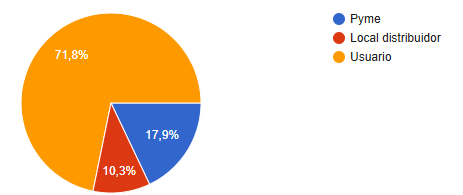 Pyme
Local distribuidor
Usuario
71,8%
17,9%
10,3%